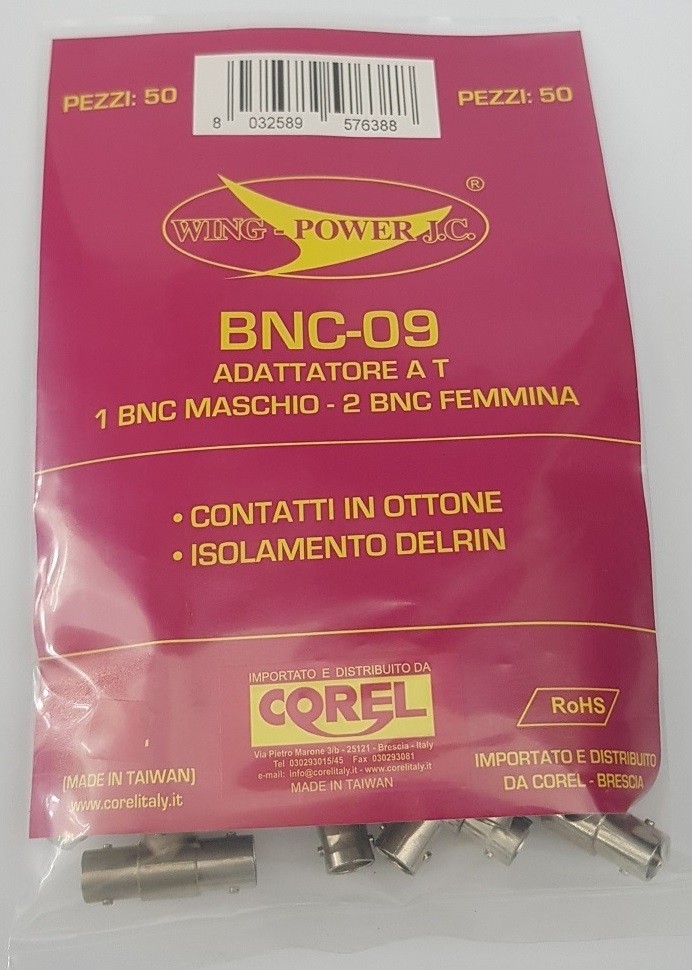 PEZZI: 50
PEZZI: 50
8 032589 576388
WING - POWER J.C. ®
BNC-09
ADATTATORE A T
1 BNC MASCHIO - 2 BNC FEMMINA
• CONTATTI IN OTTONE
• ISOLAMENTO DELRIN
IMPORTATO E DISTRIBUITO DA
COREL
Via Pietro Marone 3/b - 25121 - Brescia - Italy
Tel 030293015/45 Fax 030293081
e-mail: info@corelitaly.it - www.corelitaly.it
MADE IN TAIWAN
(MADE IN TAIWAN)
www.corelitaly.it
RoHS
IMPORTATO E DISTRIBUITO
DA COREL - BRESCIA